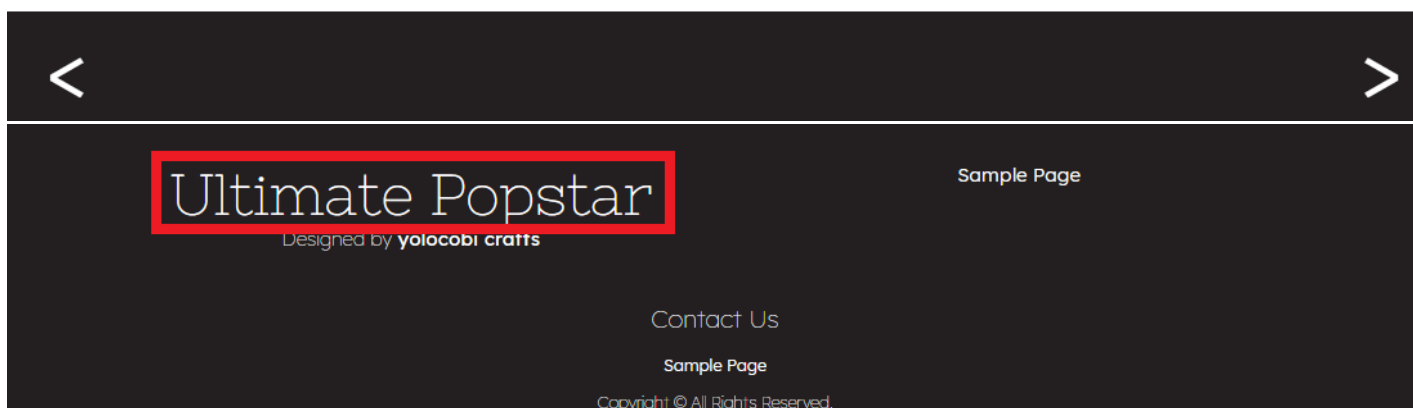 < >
Ultimate Popstar
Sample Page
Designed by yolocobi crafts
Contact Us
Sample Page
Copyright © All Rights Reserved.